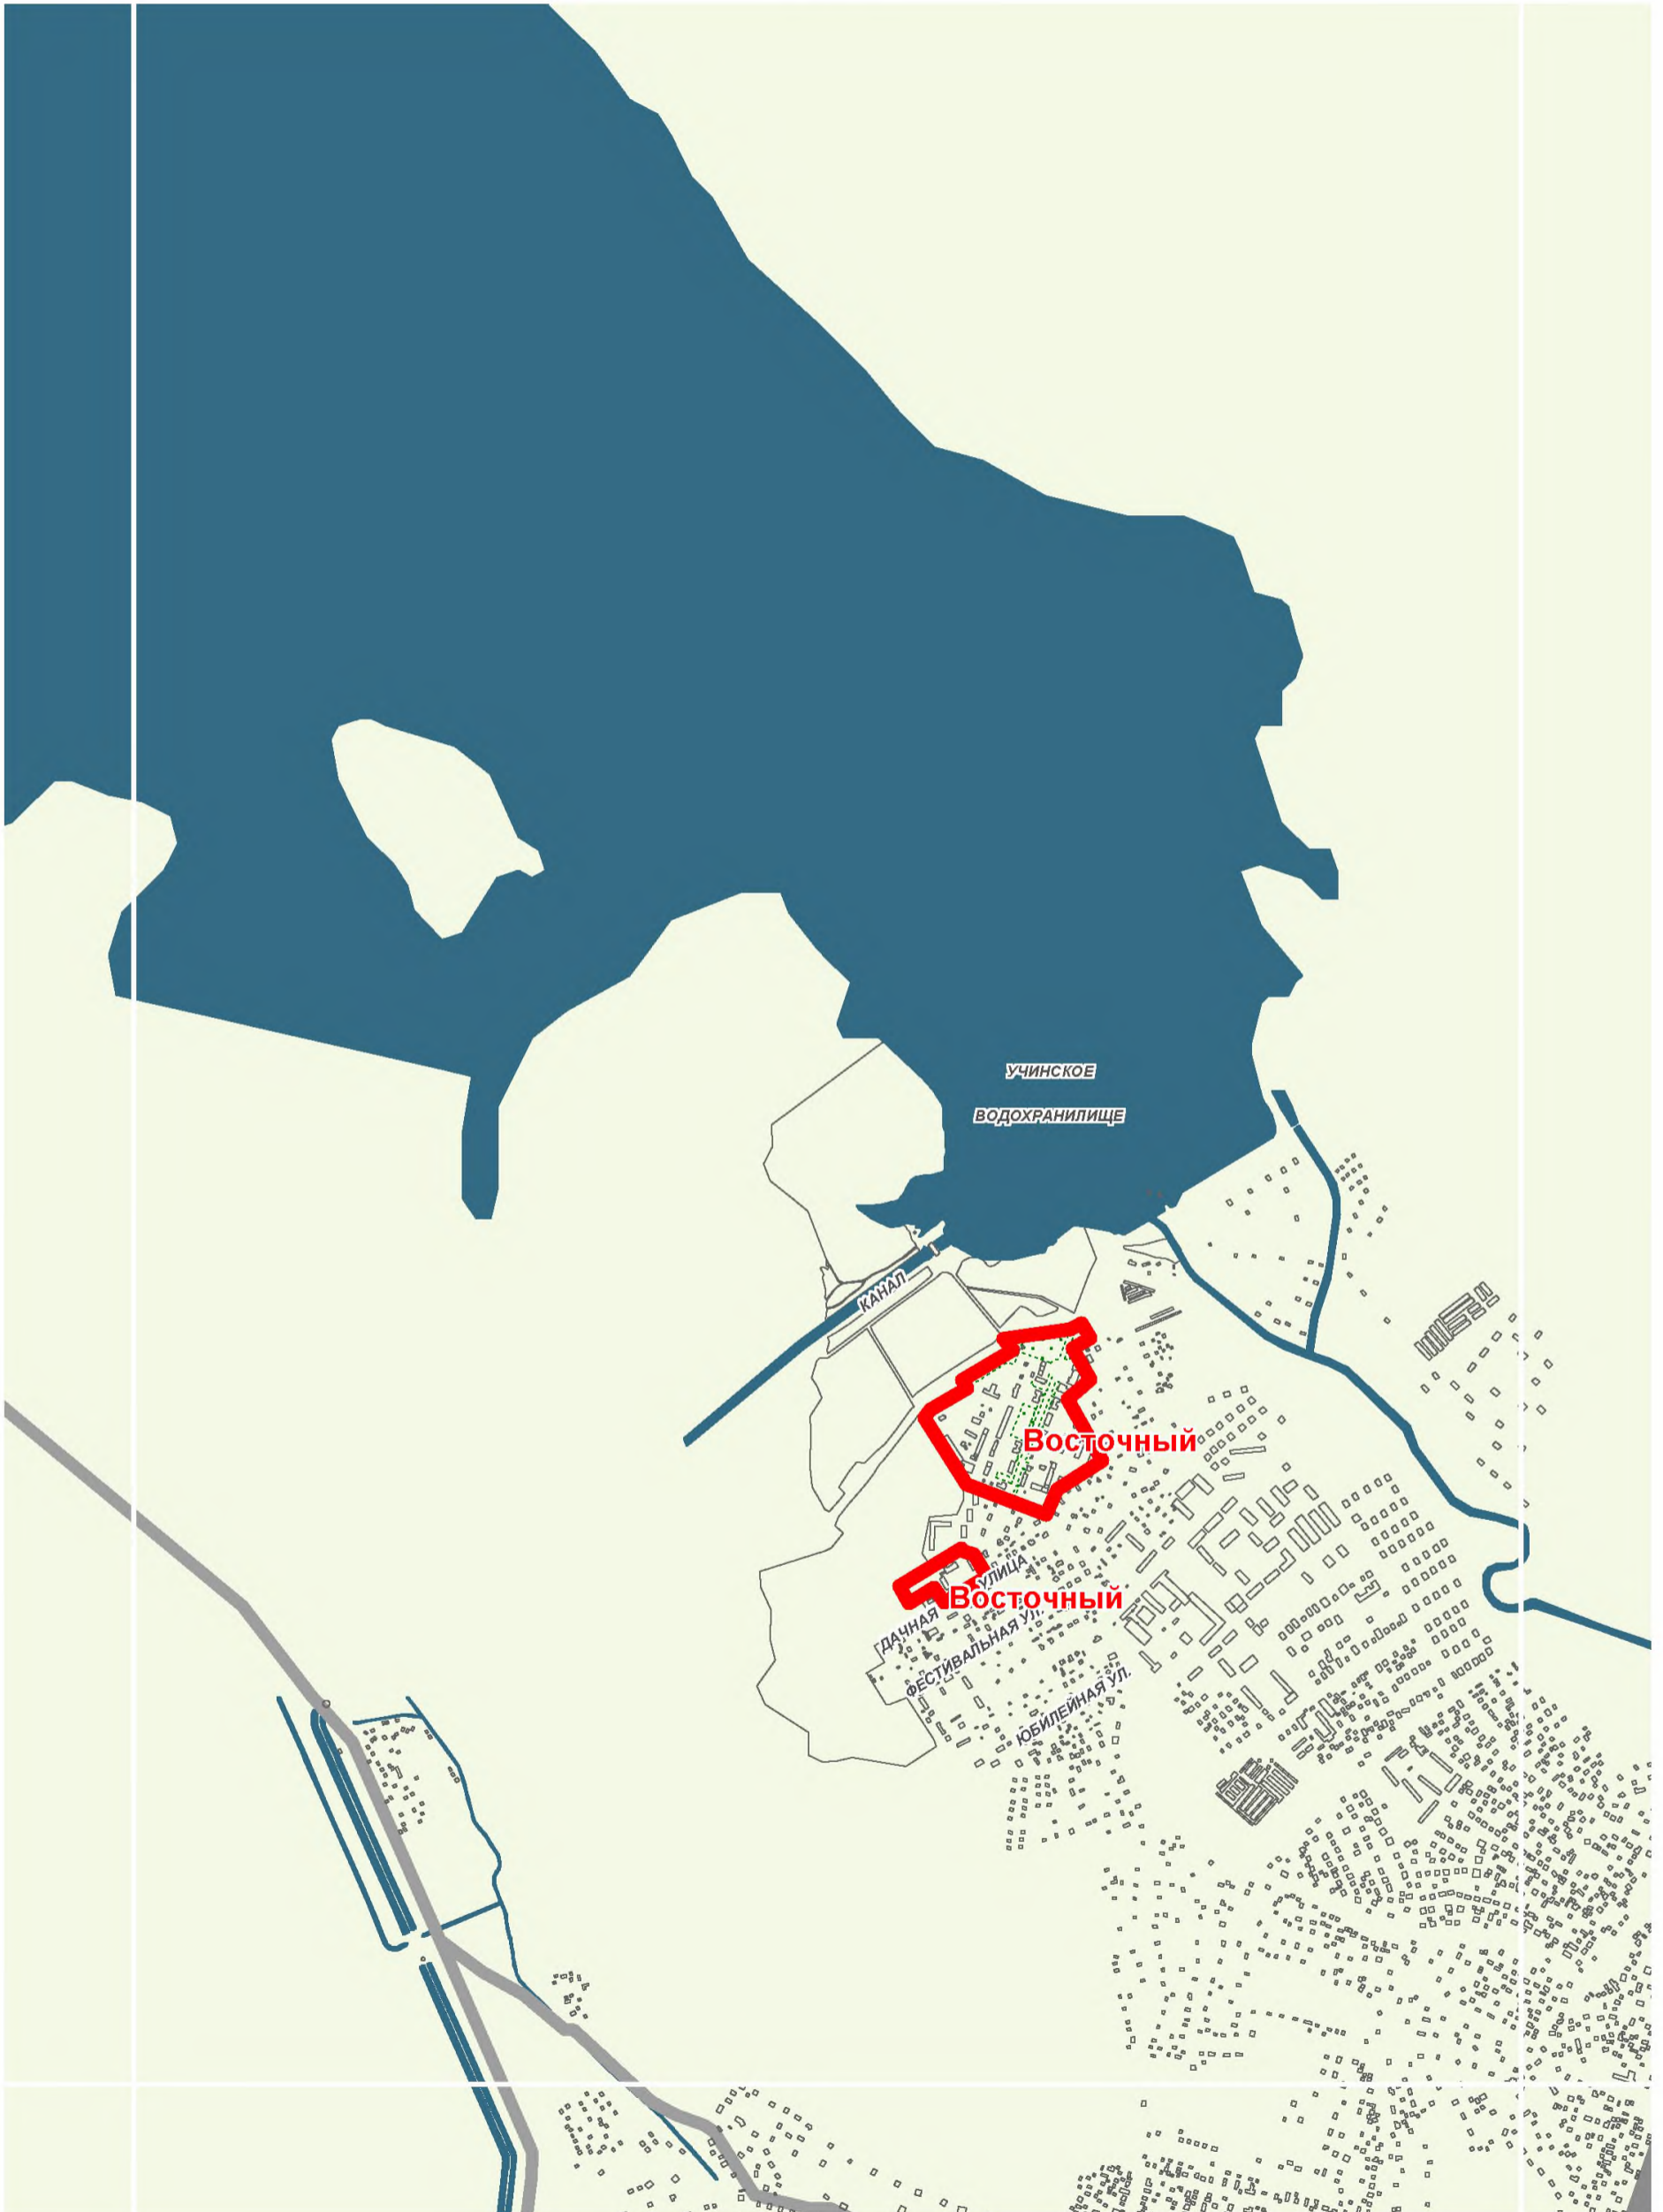 УЧИНСКОЕ
ВОДОХРАНИЛИЩЕ
КАНАЛ
Восточный
Восточный
ДАЧНАЯ УЛИЦА
ФЕСТИВАЛЬНАЯ УЛ.
ЮБИЛЕЙНАЯ УЛ.